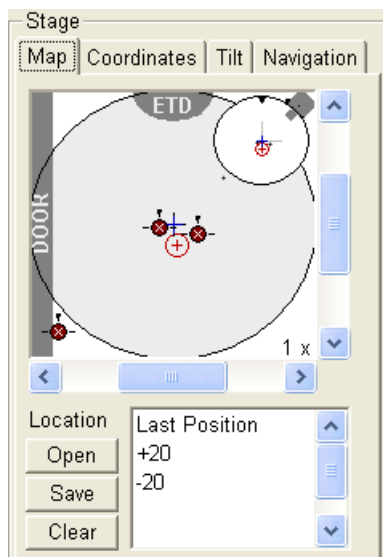 Stage
Map Coordinates Tilt Navigation
ETD
DOOR
1 x
Location
Last Position
+20
-20
Open
Save
Clear